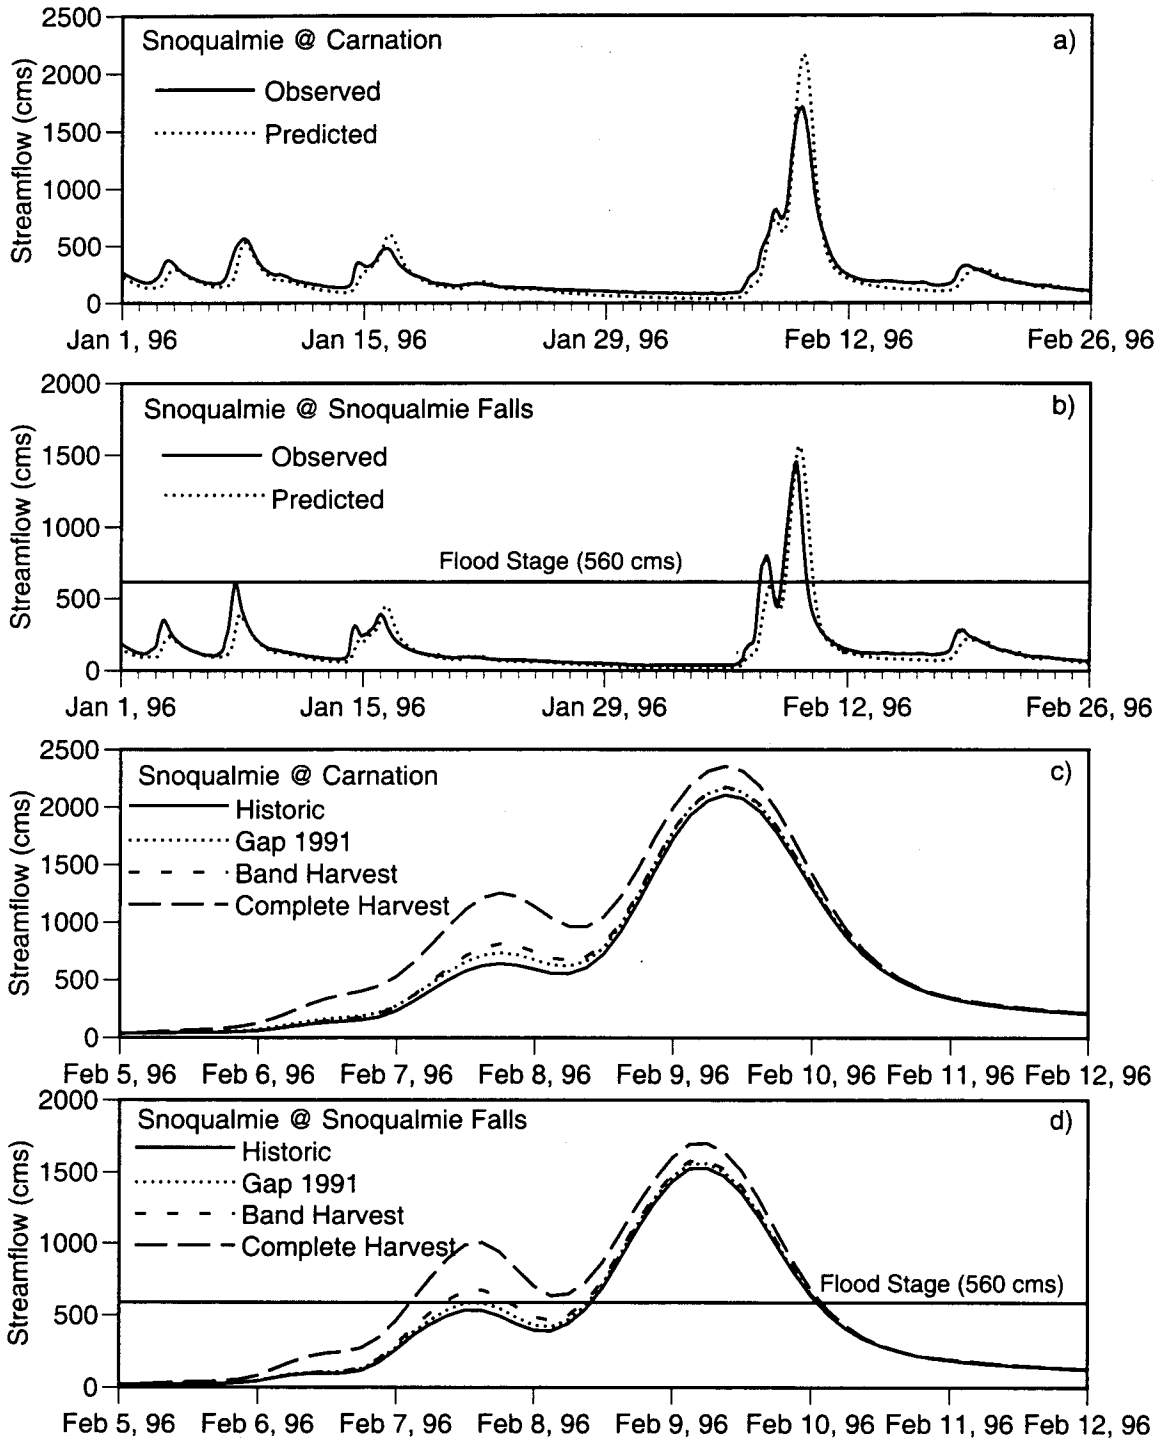 Snoqualmie @ Carnation
a)
Observed
Predicted
Streamflow (cms)
2500
2000
1500
1000
500
0
Jan 1, 96 Jan 15, 96 Jan 29, 96 Feb 12, 96 Feb 26, 96
Snoqualmie @ Snoqualmie Falls
b)
Observed
Predicted
Flood Stage (560 cms)
Streamflow (cms)
2000
1500
1000
500
0
Jan 1, 96 Jan 15, 96 Jan 29, 96 Feb 12, 96 Feb 26, 96
Snoqualmie @ Carnation
c)
Historic
Gap 1991
Band Harvest
Complete Harvest
Streamflow (cms)
2500
2000
1500
1000
500
0
Feb 5, 96 Feb 6, 96 Feb 7, 96 Feb 8, 96 Feb 9, 96 Feb 10, 96 Feb 11, 96 Feb 12, 96
Snoqualmie @ Snoqualmie Falls
d)
Historic
Gap 1991
Band Harvest
Complete Harvest
Flood Stage (560 cms)
Streamflow (cms)
2000
1500
1000
500
0
Feb 5, 96 Feb 6, 96 Feb 7, 96 Feb 8, 96 Feb 9, 96 Feb 10, 96 Feb 11, 96 Feb 12, 96